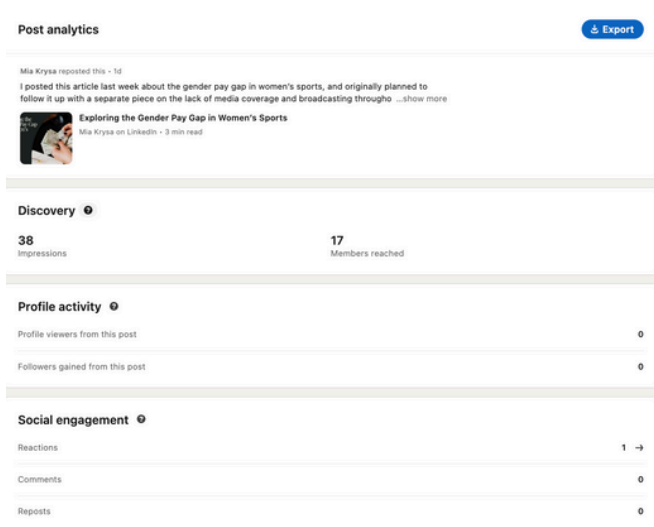 Post analytics
Export
Mia Krysa reposted this • 1d
I posted this article last week about the gender pay gap in women's sports, and originally planned to
follow it up with a separate piece on the lack of media coverage and broadcasting througho ...show more
Exploring the Gender Pay Gap in Women's Sports
Mia Krysa on LinkedIn • 3 min read
Discovery
38
Impressions
17
Members reached
Profile activity
Profile viewers from this post 0
Followers gained from this post 0
Social engagement
Reactions 1 →
Comments 0
Reposts 0